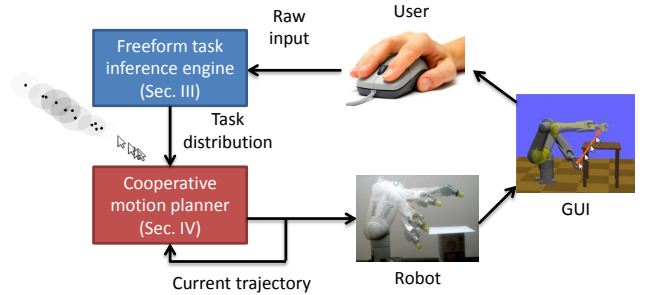 User
Raw
input
Freeform task
inference engine
(Sec. III)
Task
distribution
Cooperative
motion planner
(Sec. IV)
GUI
Robot
Current trajectory